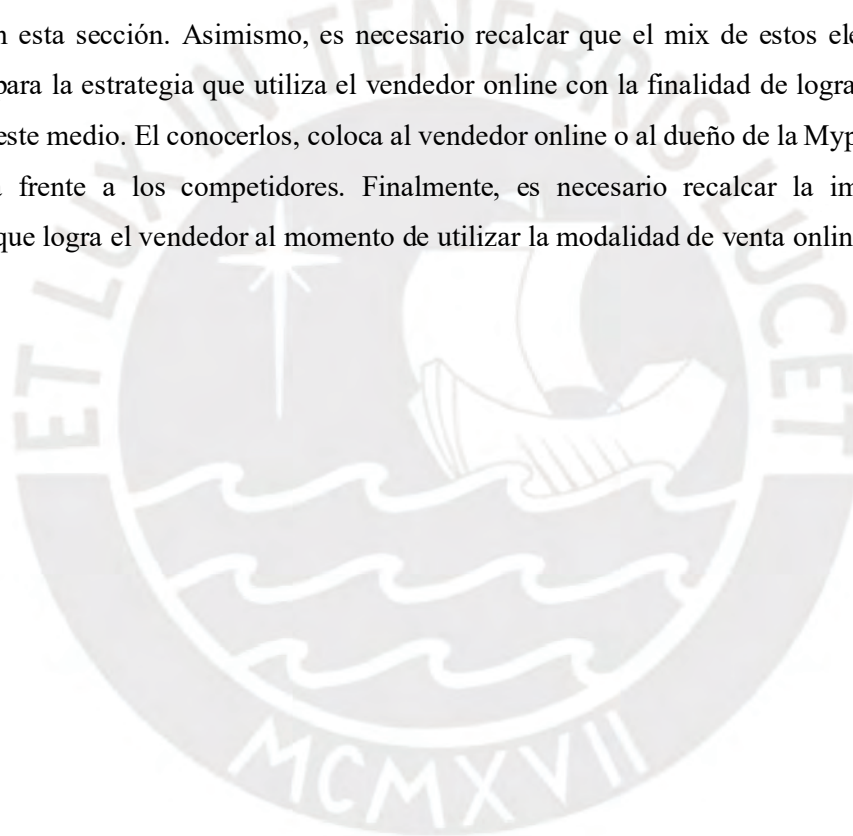 n esta sección. Asimismo, es necesario recalcar que el mix de estos ele
para la estrategia que utiliza el vendedor online con la finalidad de logra
este medio. El conocerlos, coloca al vendedor online o al dueño de la Myp
frente a los competidores. Finalmente, es necesario recalcar la im
que logra el vendedor al momento de utilizar la modalidad de venta onlin
ET LUX IN TENEBRIS LUCET
MCMXVII